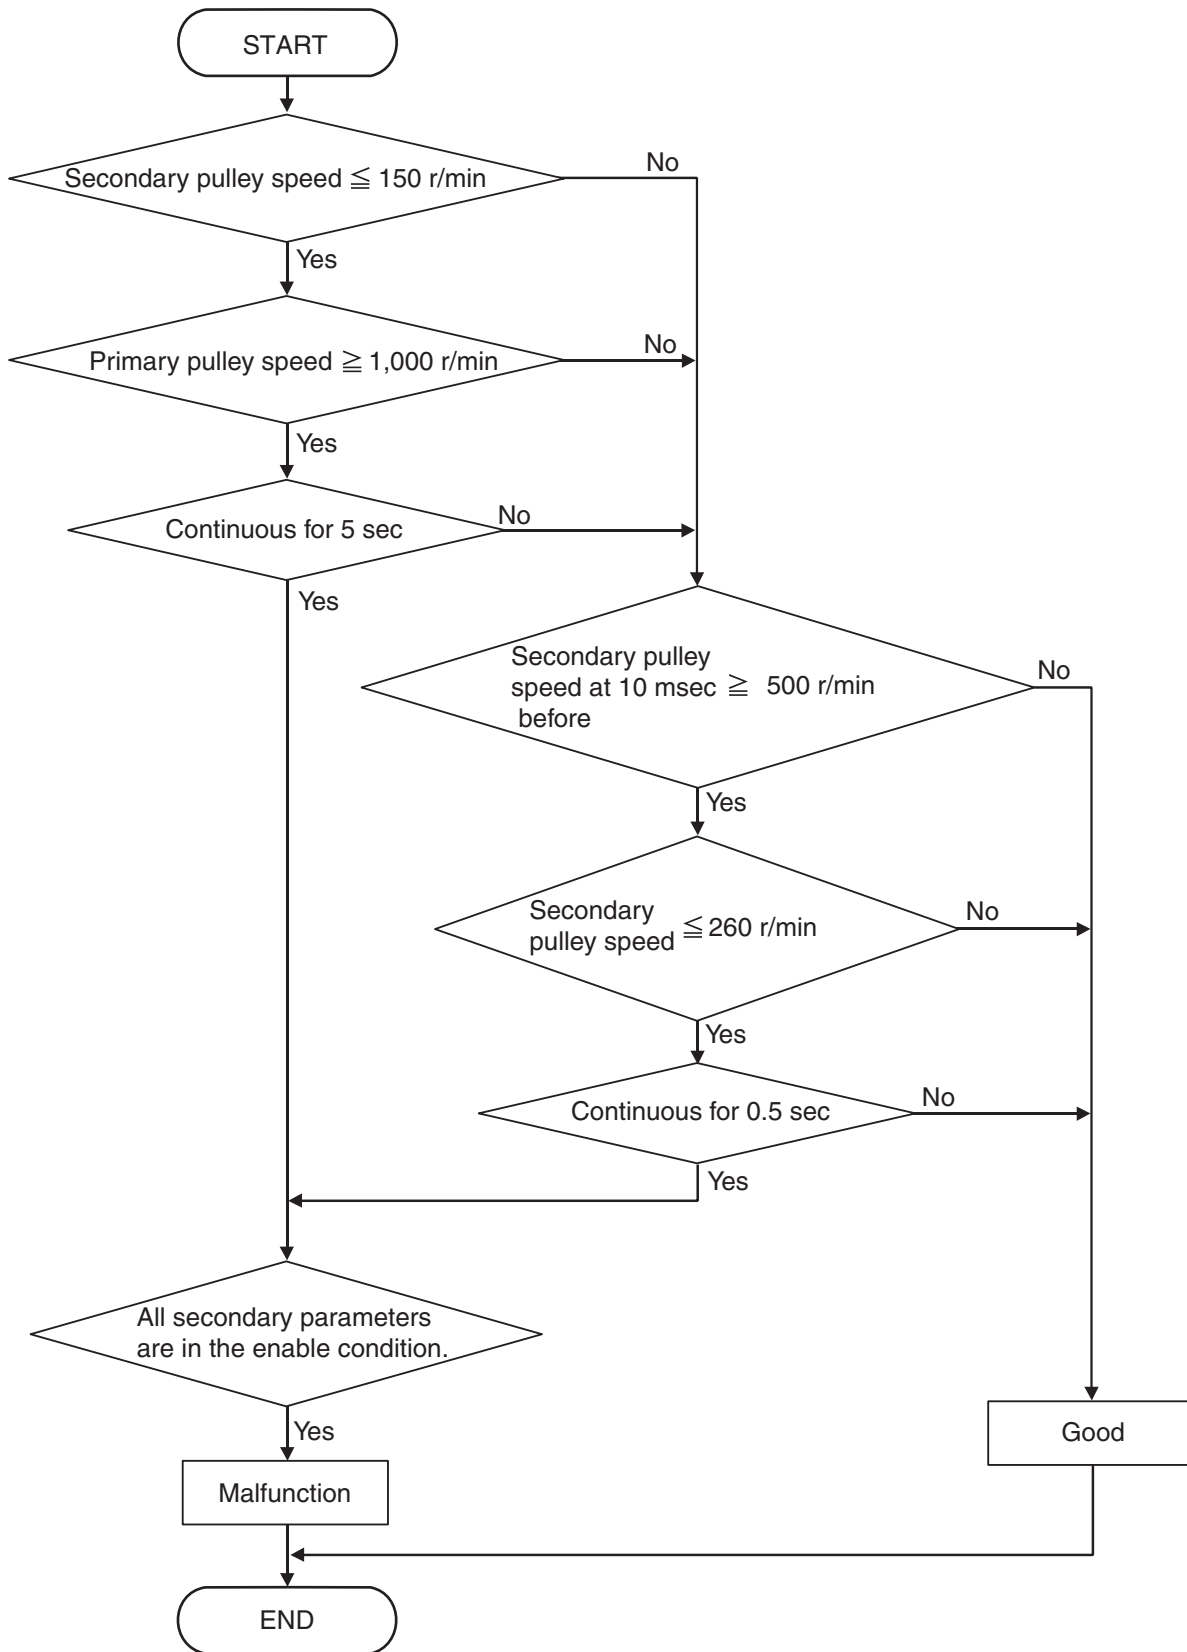 START
Secondary pulley speed ≦ 150 r/min
No
Yes
Primary pulley speed ≧ 1,000 r/min
No
Yes
Continuous for 5 sec
No
Yes
Secondary pulley
speed at 10 msec ≧ 500 r/min
before
No
Yes
Secondary
pulley speed ≦ 260 r/min
No
Yes
Continuous for 0.5 sec
No
Yes
All secondary parameters
are in the enable condition.
Yes
Good
Malfunction
END